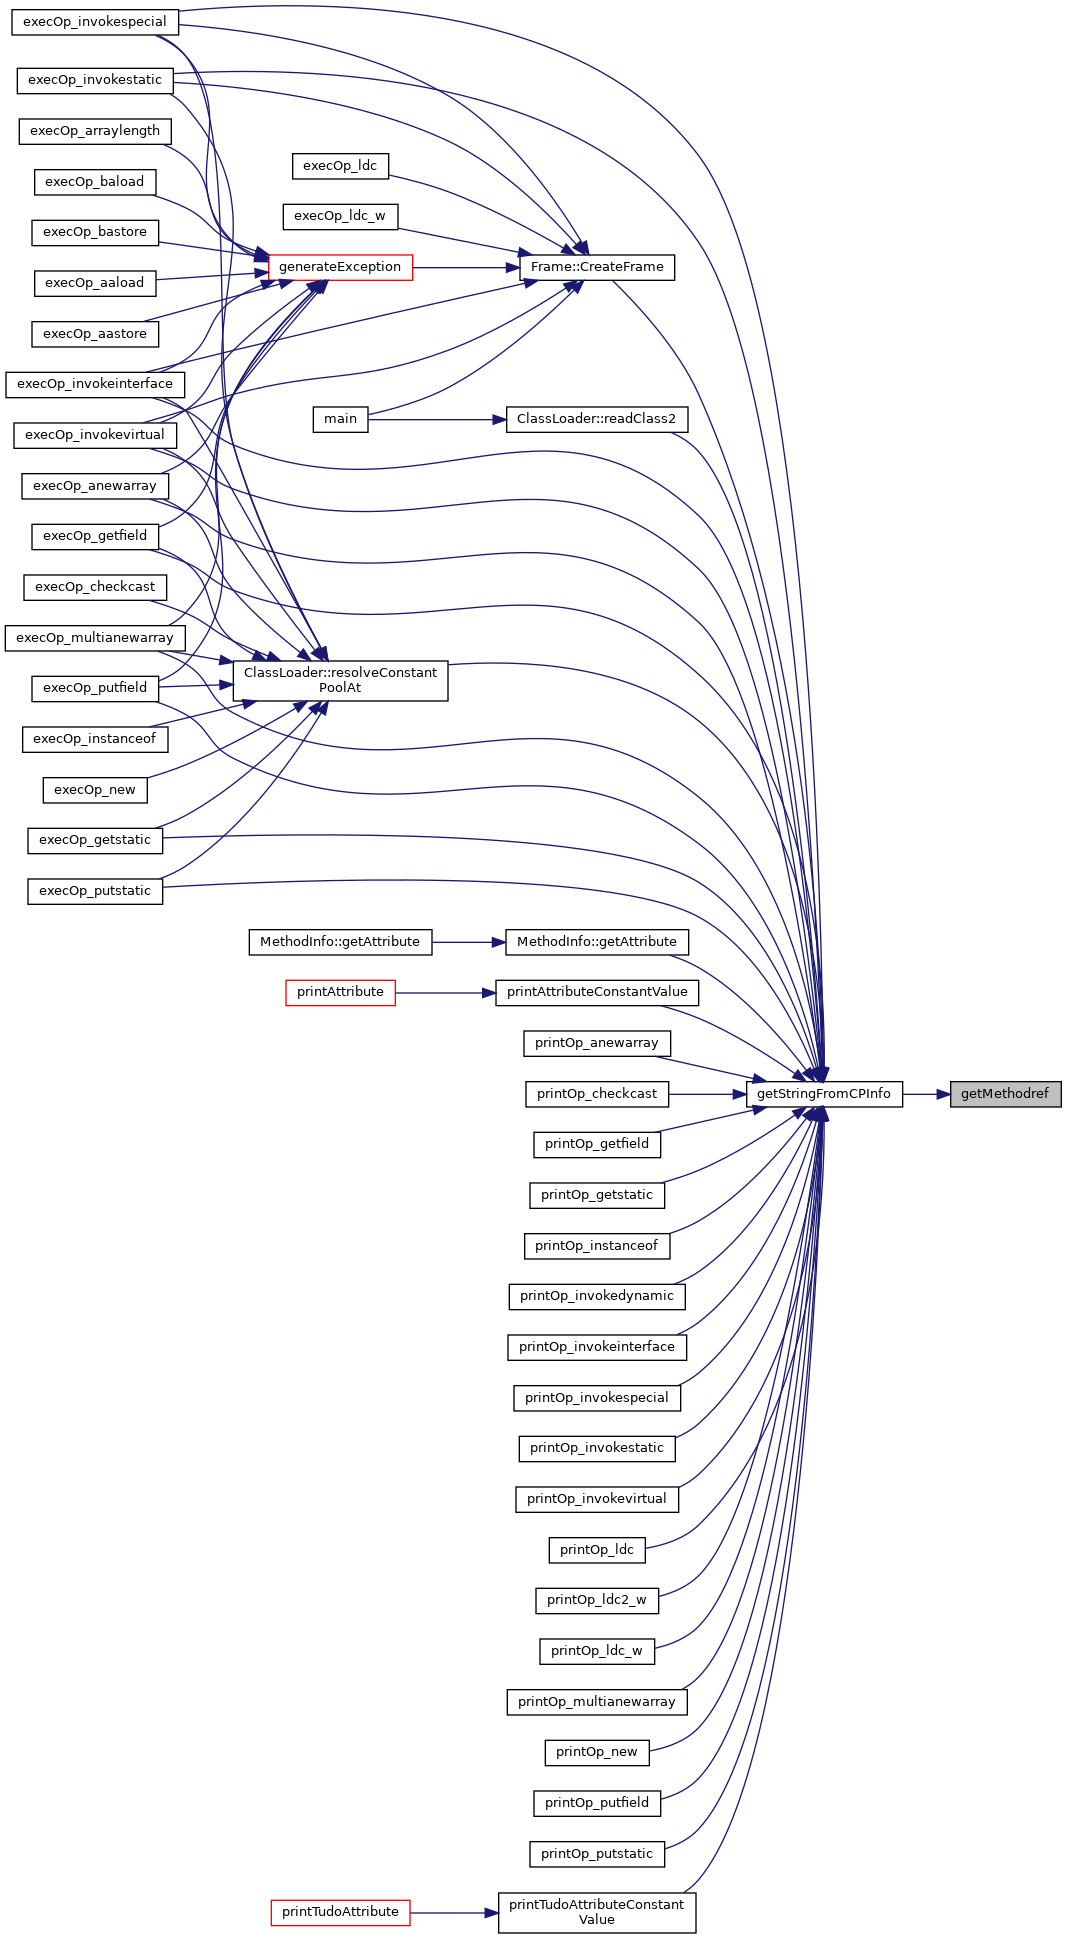 execOp_invokespecial
execOp_invokestatic
execOp_arraylength
execOp_baload
execOp_bastore
execOp_aaload
execOp_aastore
execOp_invokeinterface
execOp_invokevirtual
execOp_anewarray
execOp_getfield
execOp_checkcast
execOp_multianewarray
execOp_putfield
execOp_instanceof
execOp_new
execOp_getstatic
execOp_putstatic
execOp_ldc
execOp_ldc_w
generateException
main
ClassLoader::resolveConstant
PoolAt
MethodInfo::getAttribute
printAttribute
printTudoAttribute
Frame::CreateFrame
ClassLoader::readClass2
MethodInfo::getAttribute
printAttributeConstantValue
printOp_anewarray
printOp_checkcast
printOp_getfield
printOp_getstatic
printOp_instanceof
printOp_invokedynamic
printOp_invokeinterface
printOp_invokespecial
printOp_invokestatic
printOp_invokevirtual
printOp_ldc
printOp_ldc2_w
printOp_ldc_w
printOp_multianewarray
printOp_new
printOp_putfield
printOp_putstatic
printTudoAttributeConstant
Value
getStringFromCPInfo
getMethodref